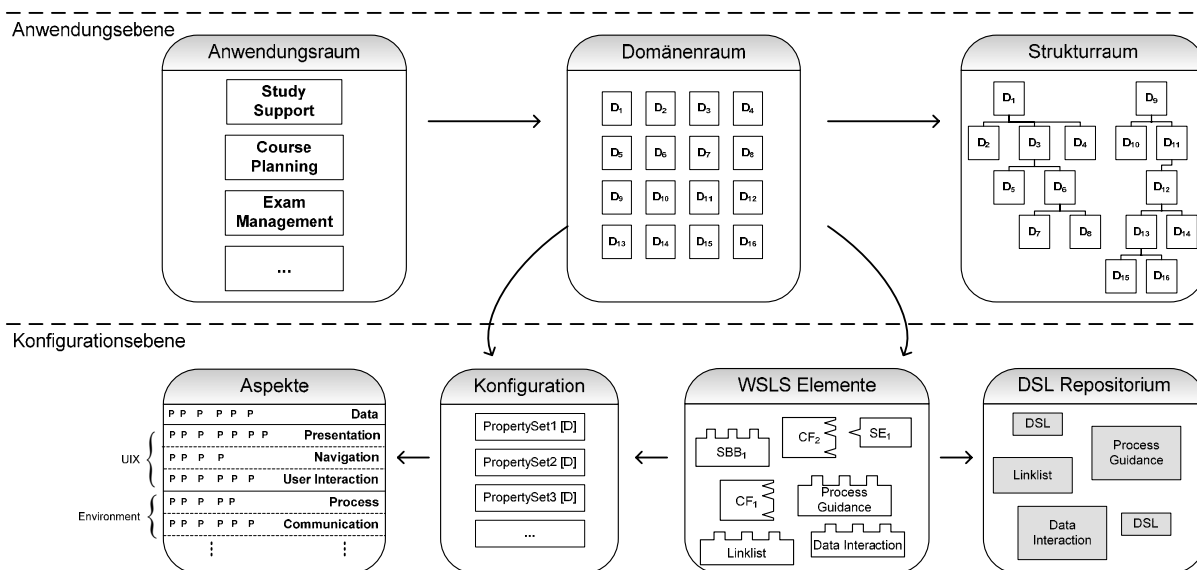 Anwendungsebene
Anwendungsraum
Study
Support
Course
Planning
Exam
Management
...
Domänenraum
D1 D2 D3 D4
D5 D6 D7 D8
D9 D10 D11 D12
D13 D14 D15 D16
Strukturraum
D1 D9
D2 D3 D4 D10 D11
D5 D6 D12
D7 D8 D13 D14
D15 D16
Konfigurationsebene
Aspekte
P P P P P P Data
P P P P P P P Presentation
P P P P Navigation
P P P P P P User Interaction
P P P P P Process
P P P P P P Communication
UIX
Environment
Konfiguration
PropertySet1 [D]
PropertySet2 [D]
PropertySet3 [D]
...
WSLS Elemente
SBB1
CF2
SE1
CF1
Process
Guidance
Linklist
Data Interaction
DSL Repositorium
DSL
Process
Guidance
Linklist
Data
Interaction
DSL